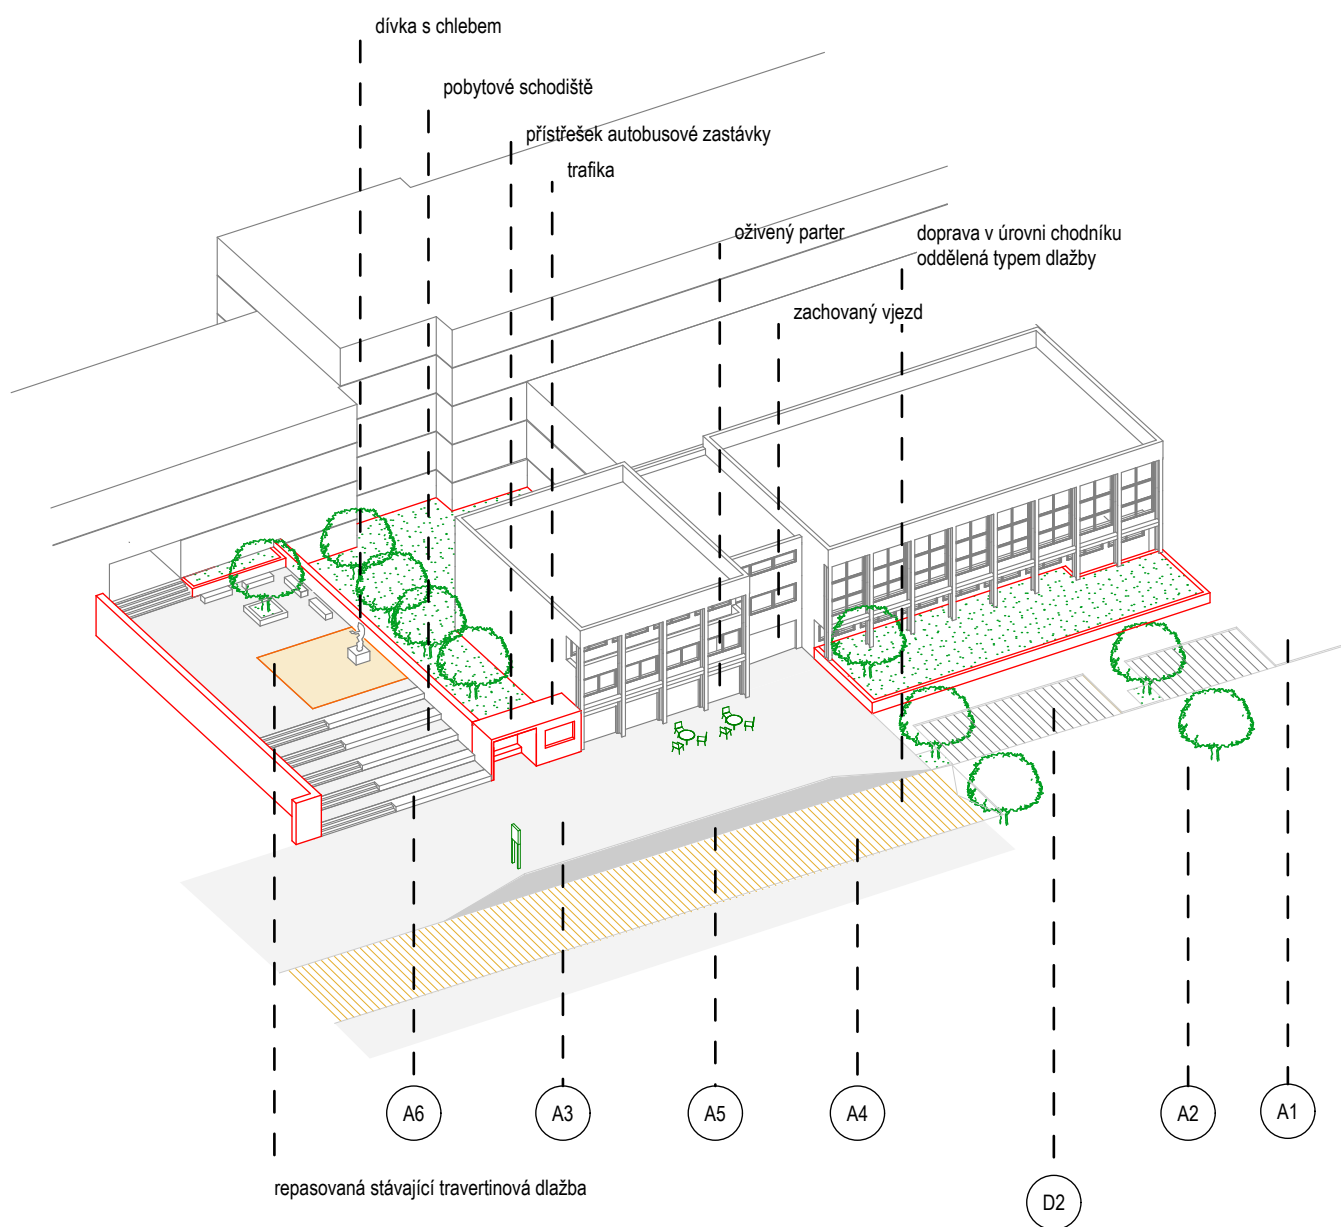 dívka s chlebem
pobytové schodiště
přístřešek autobusové zastávky
trafika
oživený parter
doprava v úrovni chodníku
oddělená typem dlažby
zachovaný vjezd
A6
A3
A5
A4
A2
A1
repasovaná stávající travertinová dlažba
D2